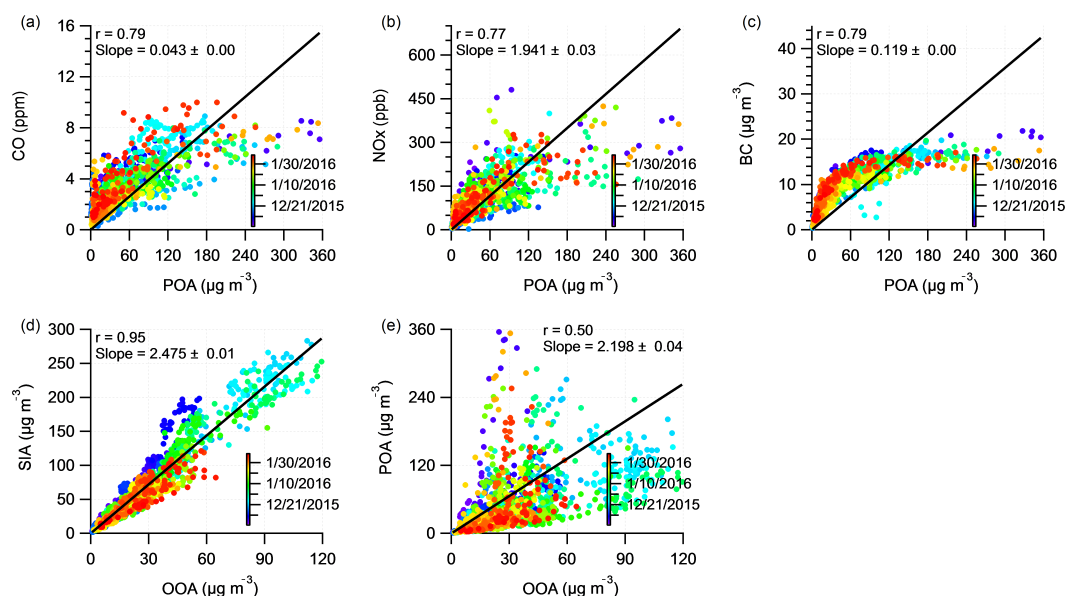 (a)
r = 0.79
Slope = 0.043 ± 0.00
CO (ppm)
16
12
8
4
0
1/30/2016
1/10/2016
12/21/2015
0 60 120 180 240 300 360
POA (µg m⁻³)
(b)
r = 0.77
Slope = 1.941 ± 0.03
NOx (ppb)
600
450
300
150
0
1/30/2016
1/10/2016
12/21/2015
0 60 120 180 240 300 360
POA (µg m⁻³)
(c)
r = 0.79
Slope = 0.119 ± 0.00
BC (µg m⁻³)
40
30
20
10
0
1/30/2016
1/10/2016
12/21/2015
0 60 120 180 240 300 360
POA (µg m⁻³)
(d)
r = 0.95
Slope = 2.475 ± 0.01
SIA (µg m⁻³)
300
250
200
150
100
50
0
1/30/2016
1/10/2016
12/21/2015
0 30 60 90 120
OOA (µg m⁻³)
(e)
r = 0.50
Slope = 2.198 ± 0.04
POA (µg m⁻³)
360
240
120
0
1/30/2016
1/10/2016
12/21/2015
0 30 60 90 120
OOA (µg m⁻³)